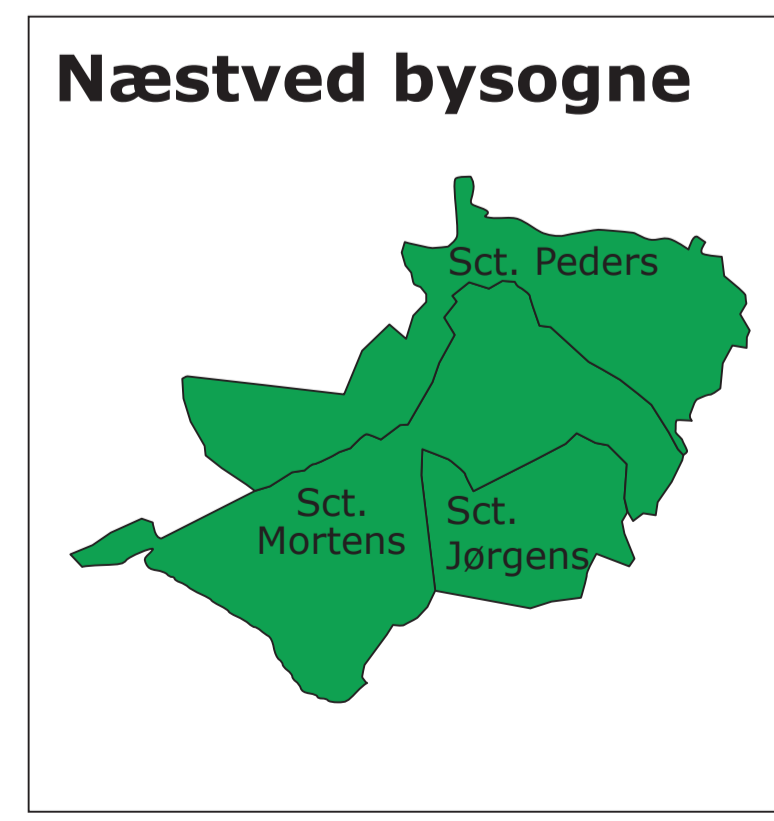 Næstved bysogne
Sct. Peders
Sct.
Mortens
Sct.
Jørgens